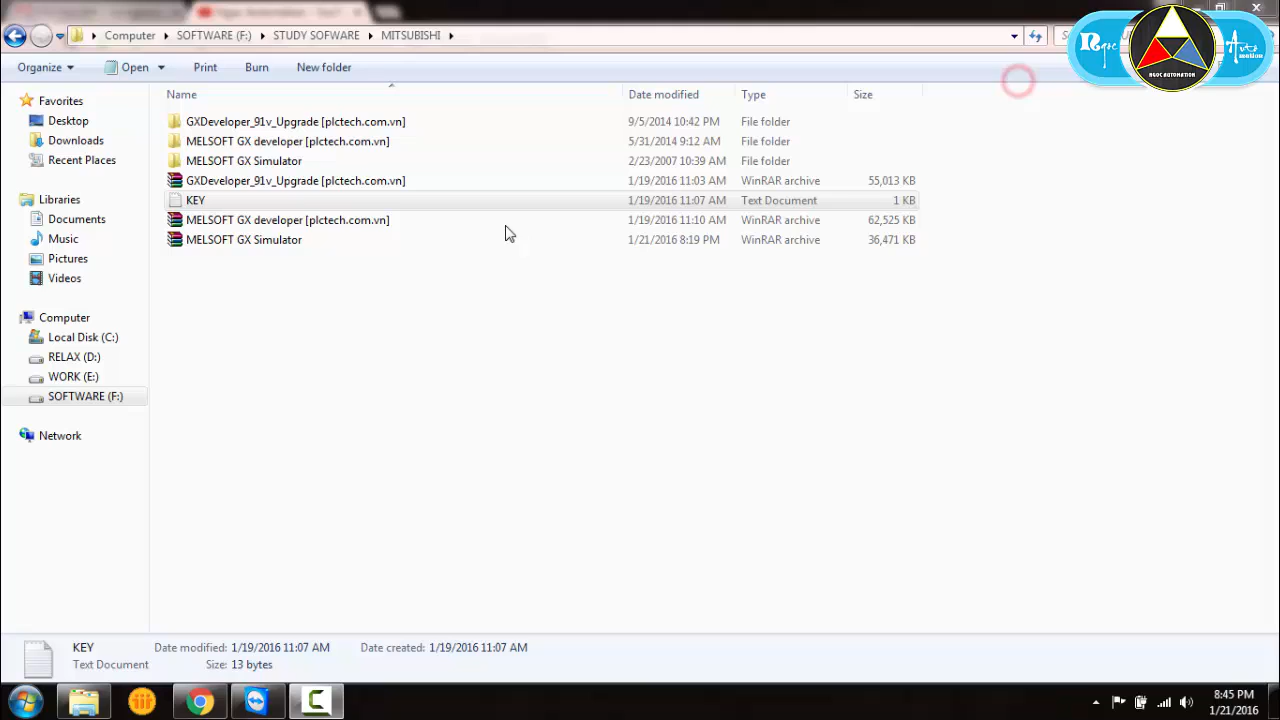 Computer SOFTWARE (F:) STUDY SOFWARE MITSUBISHI
Ngọc Auto mation
NGOC AUTOMATION
Organize Open Print Burn New folder
Name Date modified Type Size
Favorites
Desktop
Downloads
Recent Places
Libraries
Documents
Music
Pictures
Videos
Computer
Local Disk (C:)
RELAX (D:)
WORK (E:)
SOFTWARE (F:)
Network
GXDeveloper_91v_Upgrade [plctech.com.vn] 9/5/2014 10:42 PM File folder
MELSOFT GX developer [plctech.com.vn] 5/31/2014 9:12 AM File folder
MELSOFT GX Simulator 2/23/2007 10:39 AM File folder
GXDeveloper_91v_Upgrade [plctech.com.vn] 1/19/2016 11:03 AM WinRAR archive 55,013 KB
KEY 1/19/2016 11:07 AM Text Document 1 KB
MELSOFT GX developer [plctech.com.vn] 1/19/2016 11:10 AM WinRAR archive 62,525 KB
MELSOFT GX Simulator 1/21/2016 8:19 PM WinRAR archive 36,471 KB
KEY Date modified: 1/19/2016 11:07 AM Date created: 1/19/2016 11:07 AM
Text Document Size: 13 bytes
8:45 PM
1/21/2016